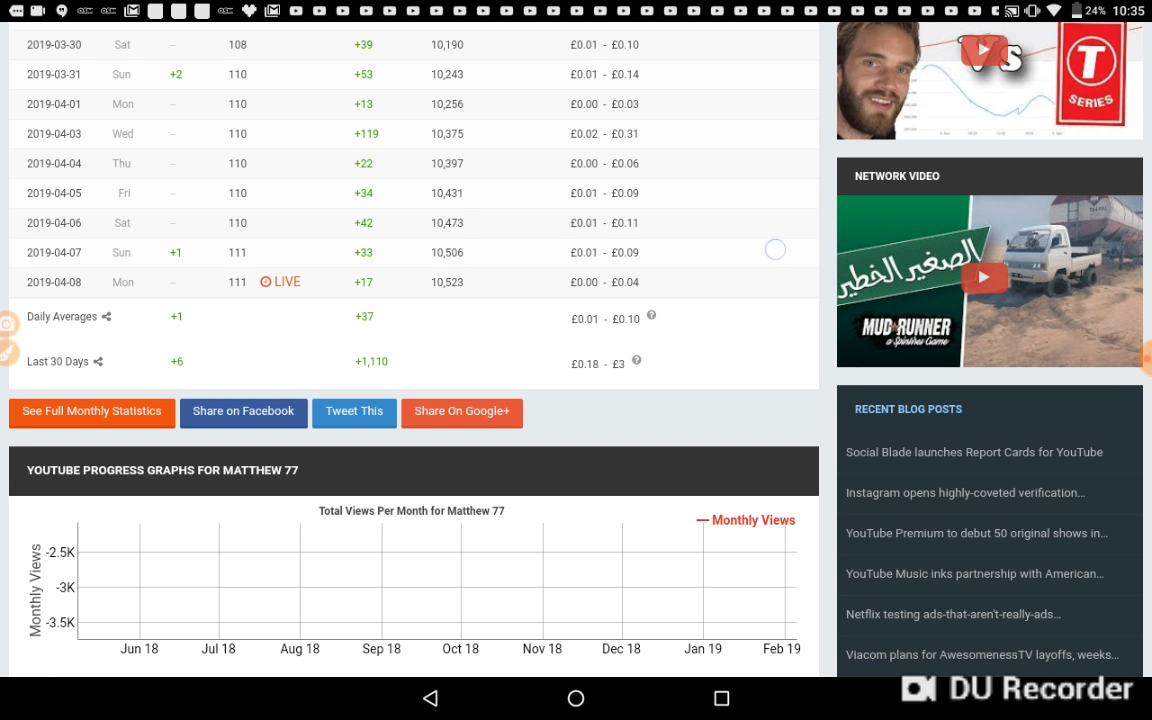 24% 10:35
2019-03-30 Sat -- 108 +39 10,190 £0.01 - £0.10
2019-03-31 Sun +2 110 +53 10,243 £0.01 - £0.14
2019-04-01 Mon -- 110 +13 10,256 £0.00 - £0.03
2019-04-03 Wed -- 110 +119 10,375 £0.02 - £0.31
2019-04-04 Thu -- 110 +22 10,397 £0.00 - £0.06
2019-04-05 Fri -- 110 +34 10,431 £0.01 - £0.09
2019-04-06 Sat -- 110 +42 10,473 £0.01 - £0.11
2019-04-07 Sun +1 111 +33 10,506 £0.01 - £0.09
2019-04-08 Mon -- 111 LIVE +17 10,523 £0.00 - £0.04
Daily Averages +1 +37 £0.01 - £0.10
Last 30 Days +6 +1,110 £0.18 - £3
See Full Monthly Statistics
Share on Facebook
Tweet This
Share On Google+
YOUTUBE PROGRESS GRAPHS FOR MATTHEW 77
Total Views Per Month for Matthew 77
Monthly Views
Monthly Views
-2.5K
-3K
-3.5K
Jun 18 Jul 18 Aug 18 Sep 18 Oct 18 Nov 18 Dec 18 Jan 19 Feb 19
Vs
T
SERIES
NETWORK VIDEO
الصغير الخطير
MUDRUNNER
a Spintires Game
RECENT BLOG POSTS
Social Blade launches Report Cards for YouTube
Instagram opens highly-coveted verification...
YouTube Premium to debut 50 original shows in...
YouTube Music inks partnership with American...
Netflix testing ads-that-aren't-really-ads...
Viacom plans for AwesomenessTV layoffs, weeks...
DU Recorder